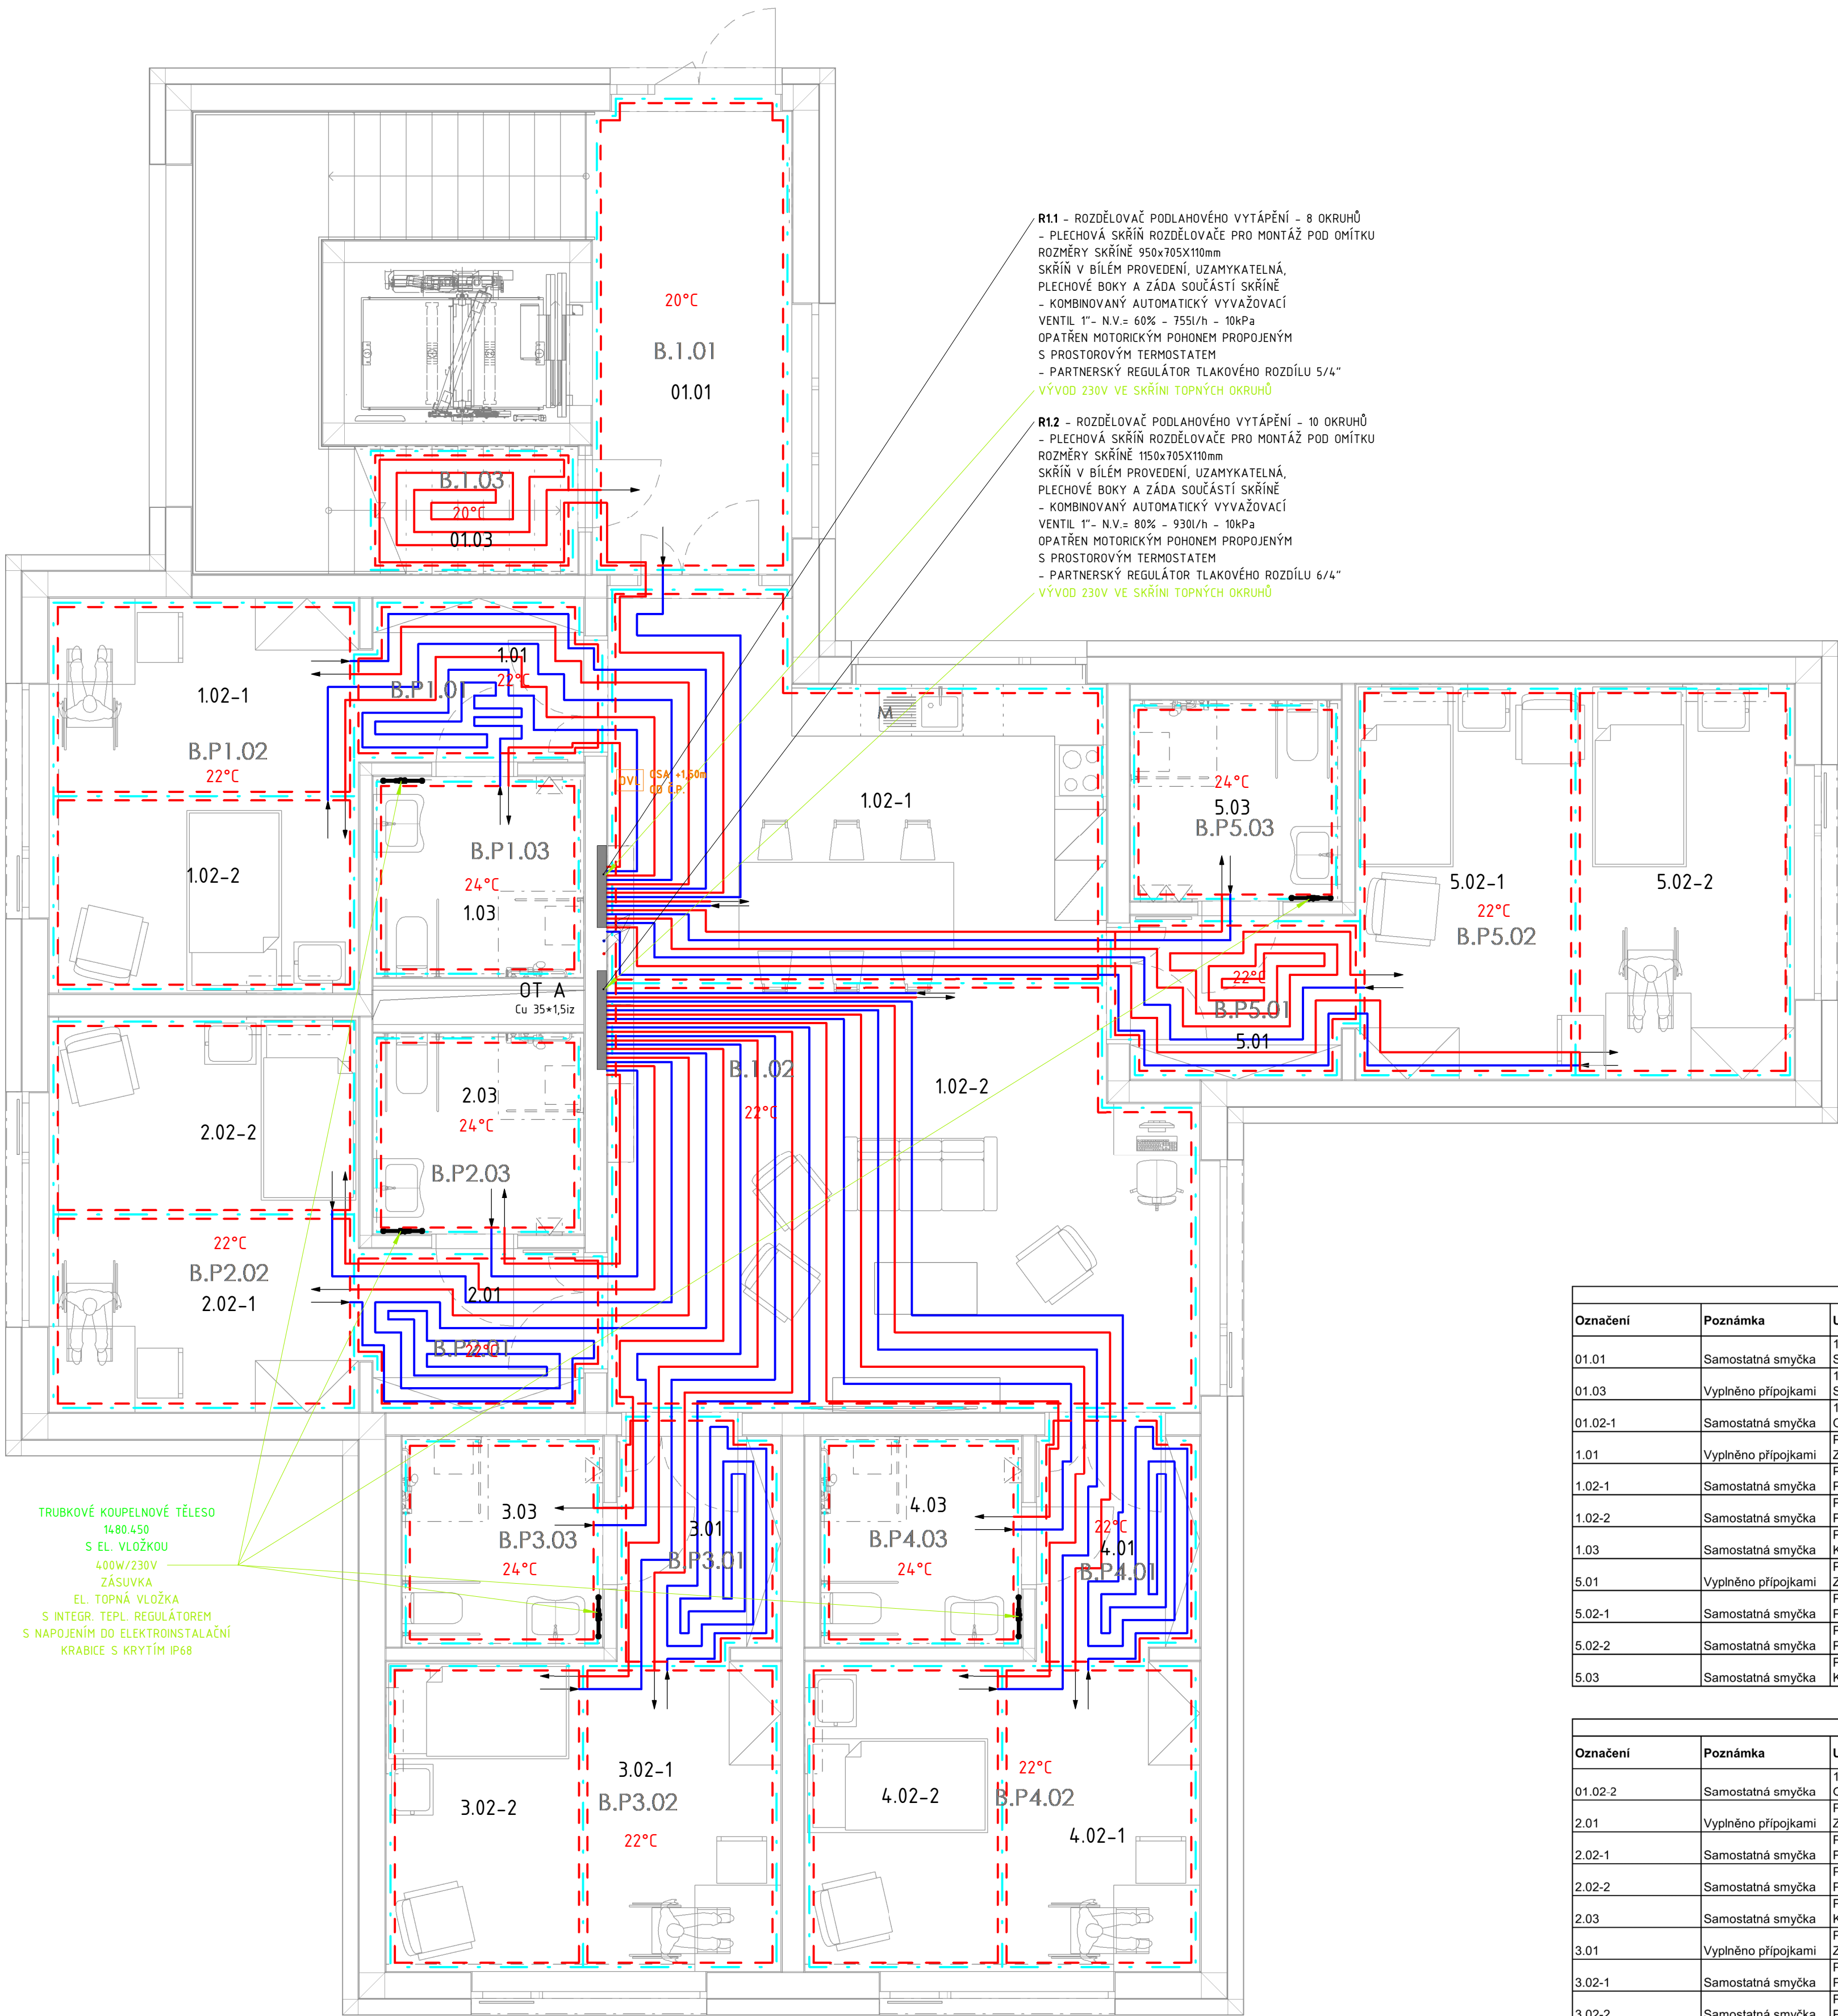 R1.1 - ROZDĚLOVAČ PODLAHOVÉHO VYTÁPĚNÍ - 8 OKRUHŮ
- PLECHOVÁ SKŘÍŇ ROZDĚLOVAČE PRO MONTÁŽ POD OMÍTKU
ROZMĚRY SKŘÍNĚ 950x705X110mm
SKŘÍŇ V BÍLÉM PROVEDENÍ, UZAMYKATELNÁ,
PLECHOVÉ BOKY A ZÁDA SOUČÁSTÍ SKŘÍNĚ
- KOMBINOVANÝ AUTOMATICKÝ VYVAŽOVACÍ
VENTIL 1"- N.V.= 60% - 755l/h - 10kPa
OPATŘEN MOTORICKÝM POHONEM PROPOJENÝM
S PROSTOROVÝM TERMOSTATEM
- PARTNERSKÝ REGULÁTOR TLAKOVÉHO ROZDÍLU 5/4"
VÝVOD 230V VE SKŘÍNI TOPNÝCH OKRUHŮ
R1.2 - ROZDĚLOVAČ PODLAHOVÉHO VYTÁPĚNÍ - 10 OKRUHŮ
- PLECHOVÁ SKŘÍŇ ROZDĚLOVAČE PRO MONTÁŽ POD OMÍTKU
ROZMĚRY SKŘÍNĚ 1150x705X110mm
SKŘÍŇ V BÍLÉM PROVEDENÍ, UZAMYKATELNÁ,
PLECHOVÉ BOKY A ZÁDA SOUČÁSTÍ SKŘÍNĚ
- KOMBINOVANÝ AUTOMATICKÝ VYVAŽOVACÍ
VENTIL 1"- N.V.= 80% - 930l/h - 10kPa
OPATŘEN MOTORICKÝM POHONEM PROPOJENÝM
S PROSTOROVÝM TERMOSTATEM
- PARTNERSKÝ REGULÁTOR TLAKOVÉHO ROZDÍLU 6/4"
VÝVOD 230V VE SKŘÍNI TOPNÝCH OKRUHŮ
20°C
B.1.01
01.01
B.1.03
20°C
01.03
1.02-1
B.P1.02
22°C
1.02-2
1.01
22°C
B.P1.01
B.P1.03
24°C
1.03
OVL
OSA +1,50m
OD Č.P.
M
1.02-1
24°C
5.03
B.P5.03
5.02-1
22°C
B.P5.02
5.02-2
22°C
B.P5.01
5.01
OT A
Cu 35*1,5iz
B.1.02
22°C
1.02-2
2.03
24°C
B.P2.03
2.02-2
22°C
B.P2.02
2.02-1
2.01
B.P2.01
22°C
3.03
B.P3.03
24°C
3.01
B.P3.01
4.03
B.P4.03
24°C
22°C
4.01
B.P4.01
3.02-2
3.02-1
B.P3.02
22°C
4.02-2
22°C
B.P4.02
4.02-1
TRUBKOVÉ KOUPELNOVÉ TĚLESO
1480.450
S EL. VLOŽKOU
400W/230V
ZÁSUVKA
EL. TOPNÁ VLOŽKA
S INTEGR. TEPL. REGULÁTOREM
S NAPOJENÍM DO ELEKTROINSTALAČNÍ
KRABICE S KRYTÍM IP68
Označení Poznámka
01.01 Samostatná smyčka
01.03 Vyplněno přípojkami
01.02-1 Samostatná smyčka
1.01 Vyplněno přípojkami
1.02-1 Samostatná smyčka
1.02-2 Samostatná smyčka
1.03 Samostatná smyčka
5.01 Vyplněno přípojkami
5.02-1 Samostatná smyčka
5.02-2 Samostatná smyčka
5.03 Samostatná smyčka
Označení Poznámka
01.02-2 Samostatná smyčka
2.01 Vyplněno přípojkami
2.02-1 Samostatná smyčka
2.02-2 Samostatná smyčka
2.03 Samostatná smyčka
3.01 Vyplněno přípojkami
3.02-1 Samostatná smyčka
3.02-2 Samostatná smyčka